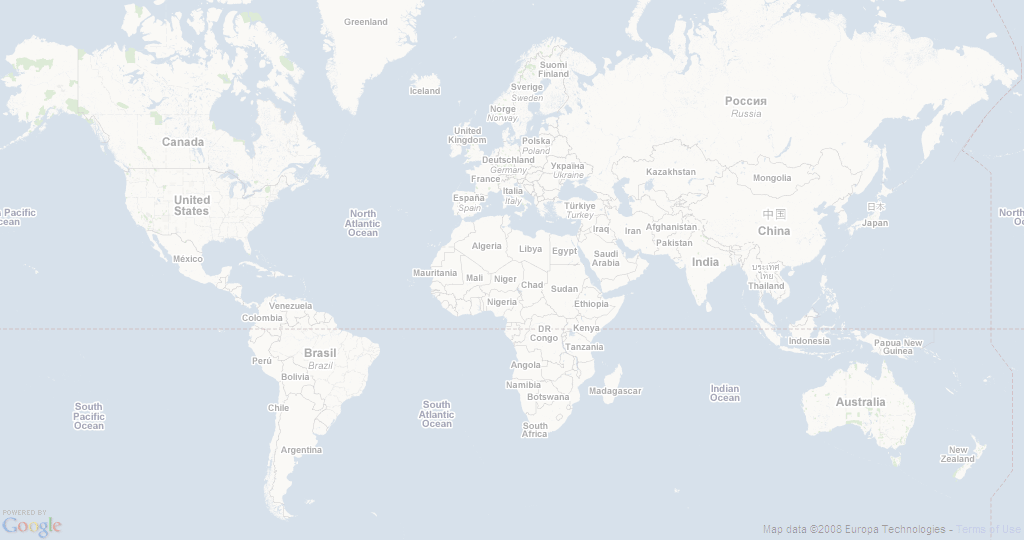 Greenland
Iceland
Suomi
Finland
Sverige
Sweden
Norge
Norway
Россия
Russia
United
Kingdom
Polska
Poland
Canada
Deutschland
Germany
Україна
Ukraine
Kazakhstan
Mongolia
France
United
States
España
Spain
Italia
Italy
Türkiye
Turkey
中国
China
日本
Japan
Pacific
cean
North
Atlantic
Ocean
North
Oc
Iraq
Iran
Afghanistan
Pakistan
Algeria
Libya
Egypt
Saudi
Arabia
India
México
Mauritania
Mali
Niger
Chad
Sudan
ประเทศ
ไทย
Thailand
Venezuela
Colombia
Nigeria
Ethiopia
DR
Congo
Kenya
Tanzania
Indonesia
Papua New
Guinea
Brasil
Brazil
Perú
Bolivia
Angola
Namibia
Botswana
Madagascar
Indian
Ocean
Australia
South
Pacific
Ocean
Chile
South
Atlantic
Ocean
South
Africa
Argentina
New
Zealand
POWERED BY
Google
Map data ©2008 Europa Technologies - Terms of Use